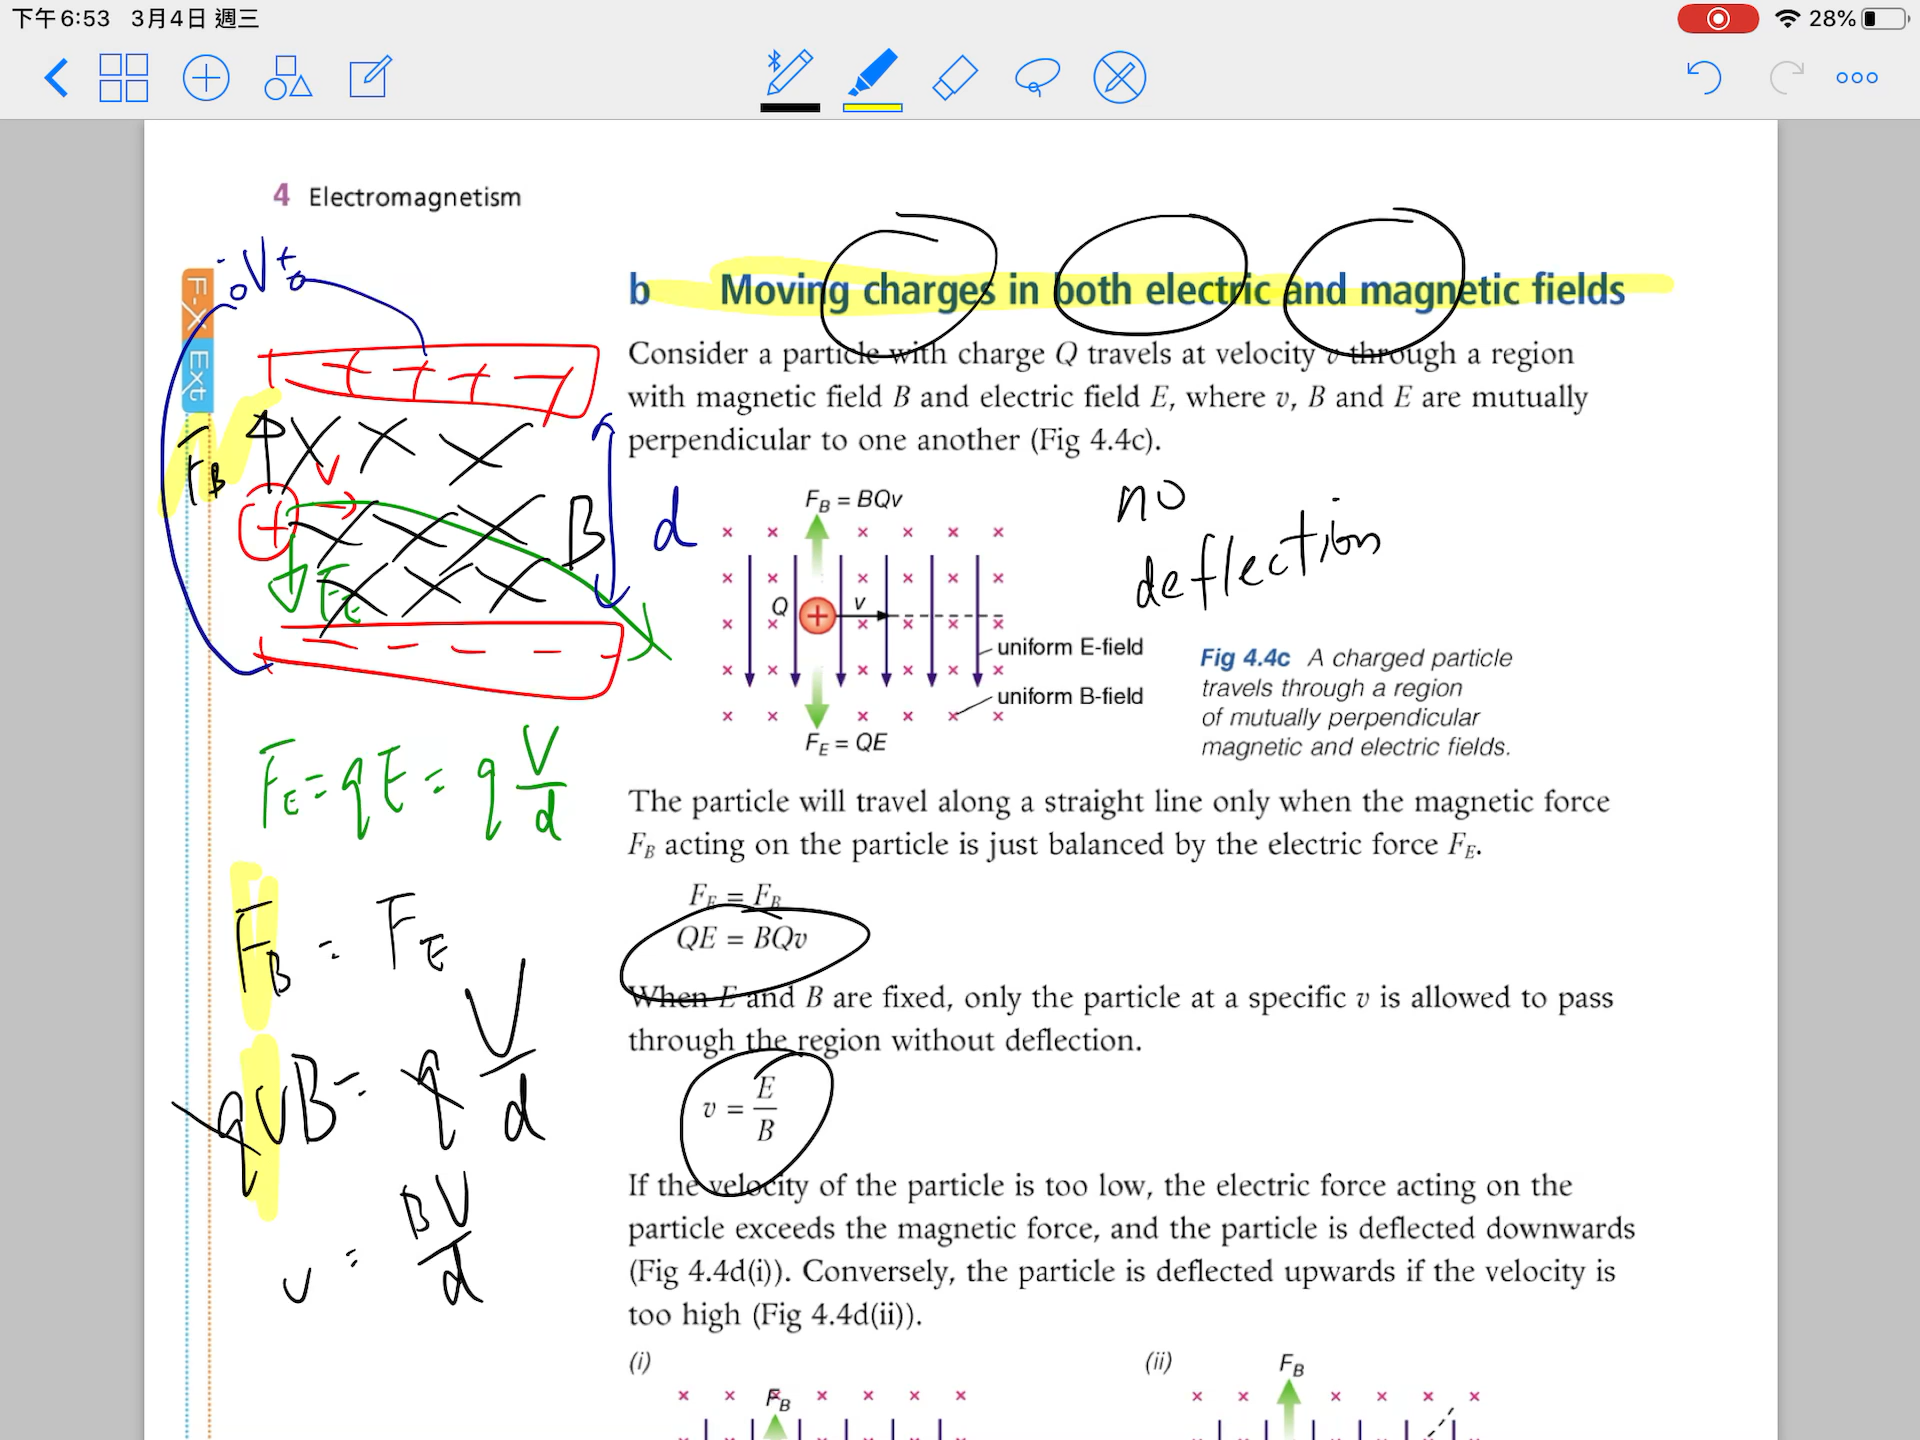 下午6:53 3月4日 週三
28%
4 Electromagnetism
F-X
Ext
- V +
+ + + + -
F_B
v
+
B
d
F_E
- - - - -
F_E = qE = q V/d
F_B = F_E
qvB = q V/d
v = BV/d
b Moving charges in both electric and magnetic fields
Consider a particle with charge Q travels at velocity v through a region
with magnetic field B and electric field E, where v, B and E are mutually
perpendicular to one another (Fig 4.4c).
F_B = BQv
Q
+
v
uniform E-field
uniform B-field
F_E = QE
no
deflection
Fig 4.4c A charged particle
travels through a region
of mutually perpendicular
magnetic and electric fields.
The particle will travel along a straight line only when the magnetic force
F_B acting on the particle is just balanced by the electric force F_E.
F_E = F_B
QE = BQv
When E and B are fixed, only the particle at a specific v is allowed to pass
through the region without deflection.
v = E/B
If the velocity of the particle is too low, the electric force acting on the
particle exceeds the magnetic force, and the particle is deflected downwards
(Fig 4.4d(i)). Conversely, the particle is deflected upwards if the velocity is
too high (Fig 4.4d(ii)).
(i)
F_B
(ii)
F_B